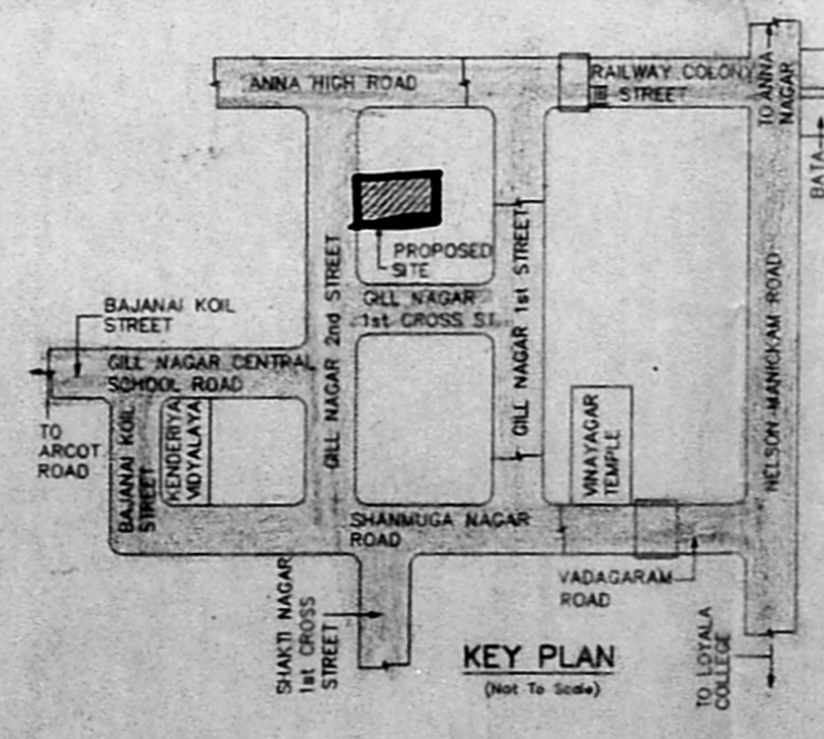 ANNA HIGH ROAD
RAILWAY COLONY
III STREET
TO ANNA
NAGAR
BATA
PROPOSED
SITE
GILL NAGAR 2nd STREET
GILL NAGAR
1st CROSS ST.
GILL NAGAR 1st STREET
NELSON MANICKAM ROAD
BAJANAI KOIL
STREET
GILL NAGAR CENTRAL
SCHOOL ROAD
TO
ARCOT
ROAD
BAJANAI KOIL
STREET
KENDERIYA
VIDYALAYA
VINAYAGAR
TEMPLE
SHANMUGA NAGAR
ROAD
VADAGARAM
ROAD
SHAKTI NAGAR
1st CROSS
STREET
TO LOYALA
COLLEGE
KEY PLAN
(Not To Scale)